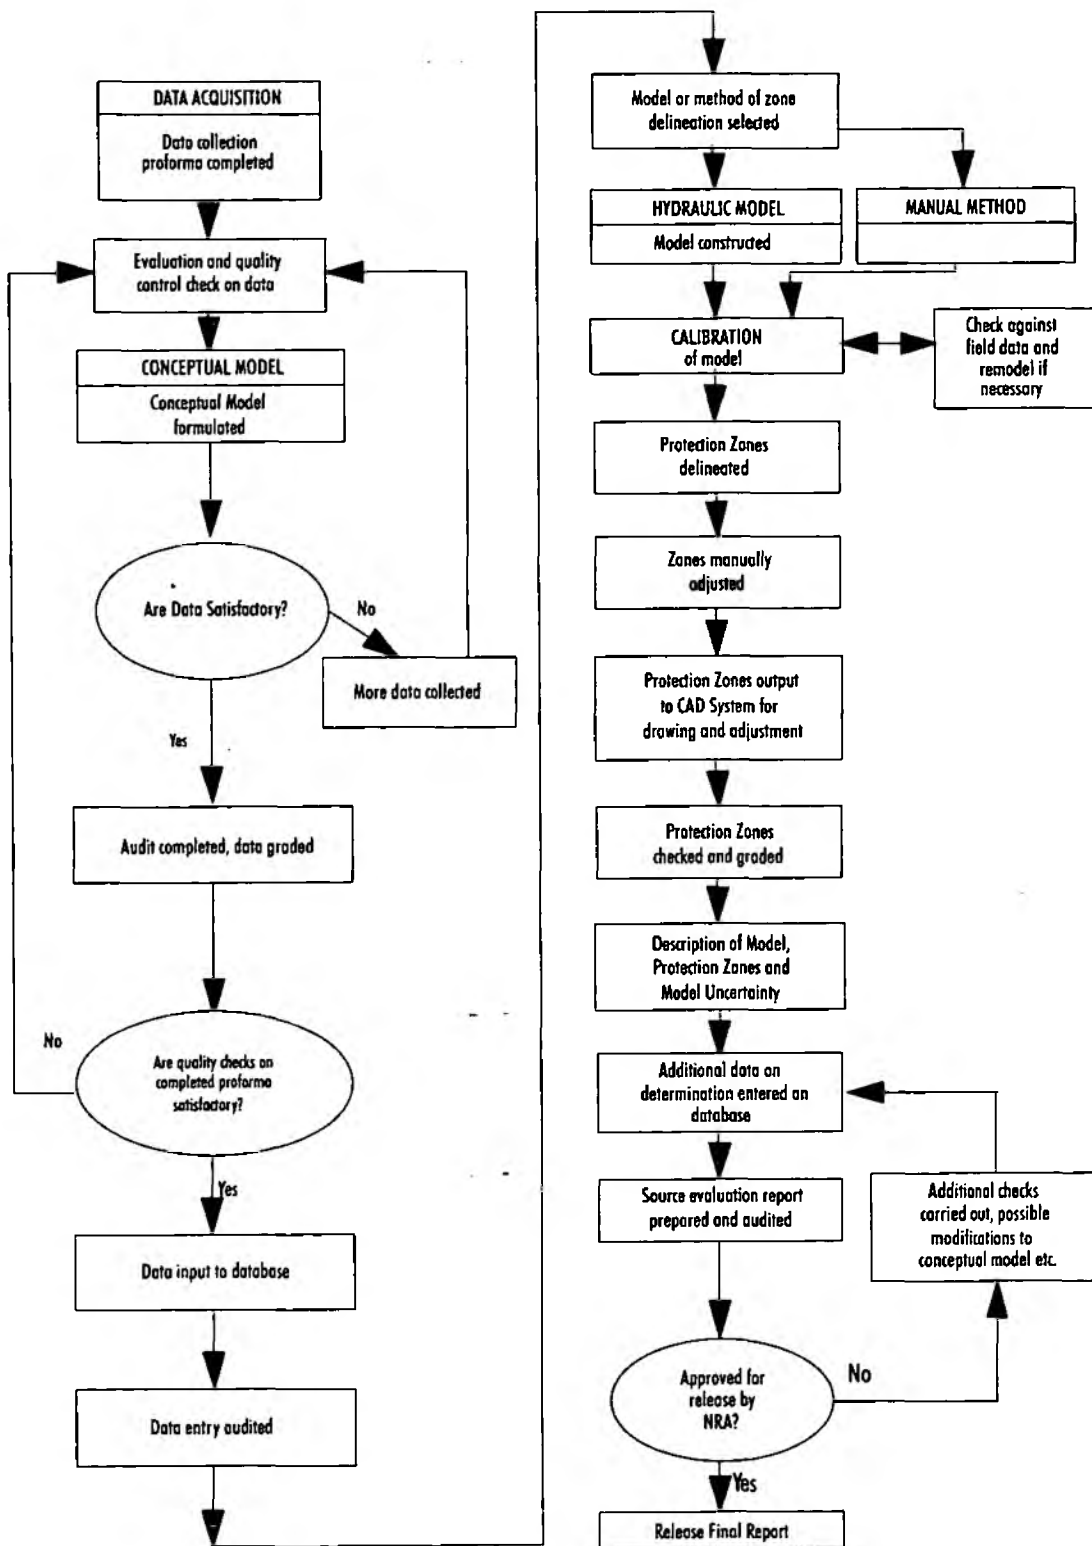 DATA ACQUISITION
Data collection
proforma completed
Evaluation and quality
control check on data
CONCEPTUAL MODEL
Conceptual Model
formulated
Are Data Satisfactory?
No
More data collected
Yes
Audit completed, data graded
No
Are quality checks on
completed proforma
satisfactory?
Yes
Data input to database
Data entry audited
Model or method of zone
delineation selected
HYDRAULIC MODEL
Model constructed
MANUAL METHOD
CALIBRATION
of model
Check against
field data and
remodel if
necessary
Protection Zones
delineated
Zones manually
adjusted
Protection Zones output
to CAD System for
drawing and adjustment
Protection Zones
checked and graded
Description of Model,
Protection Zones and
Model Uncertainty
Additional data on
determination entered on
database
Source evaluation report
prepared and audited
Additional checks
carried out, possible
modifications to
conceptual model etc.
Approved for
release by
NRA?
No
Yes
Release Final Report